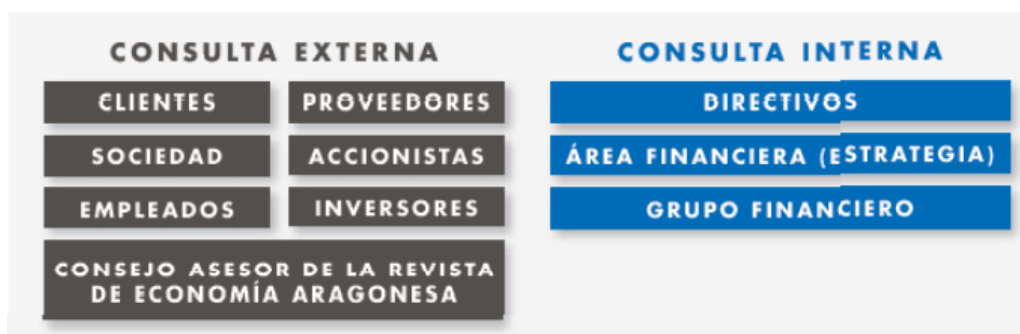 CONSULTA EXTERNA
CLIENTES
PROVEEDORES
SOCIEDAD
ACCIONISTAS
EMPLEADOS
INVERSORES
CONSEJO ASESOR DE LA REVISTA
DE ECONOMÍA ARAGONESA
CONSULTA INTERNA
DIRECTIVOS
ÁREA FINANCIERA (ESTRATEGIA)
GRUPO FINANCIERO